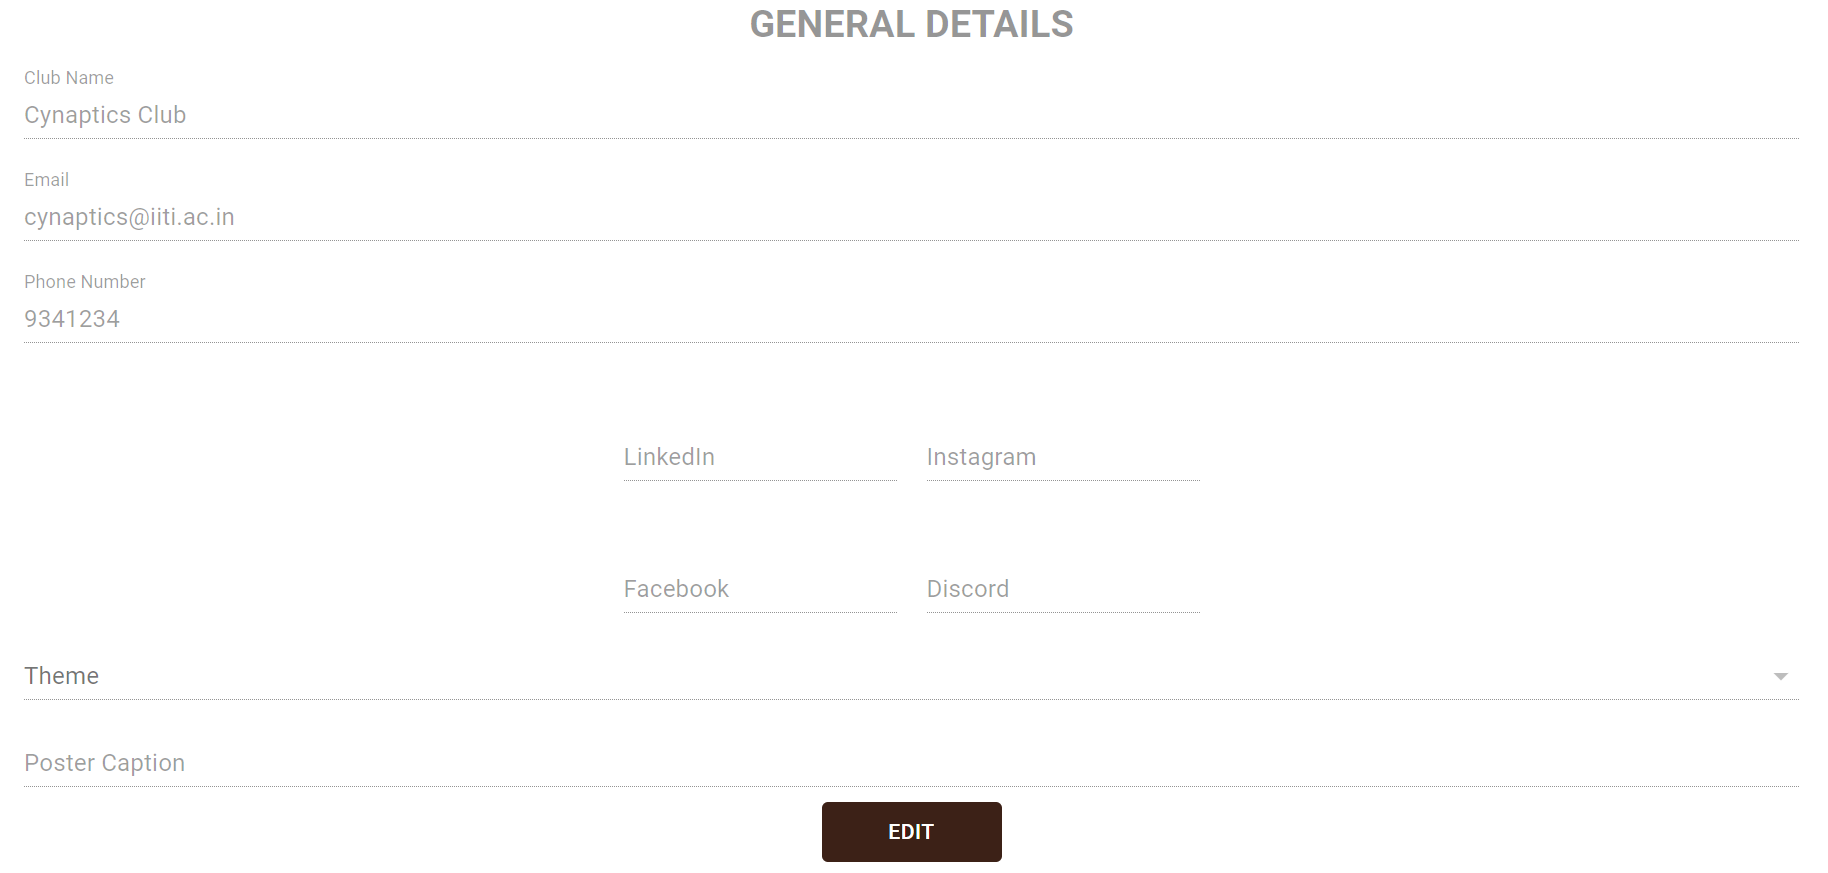 GENERAL DETAILS
Club Name
Cynaptics Club
Email
cynaptics@iiti.ac.in
Phone Number
9341234
LinkedIn Instagram
Facebook Discord
Theme
Poster Caption
EDIT